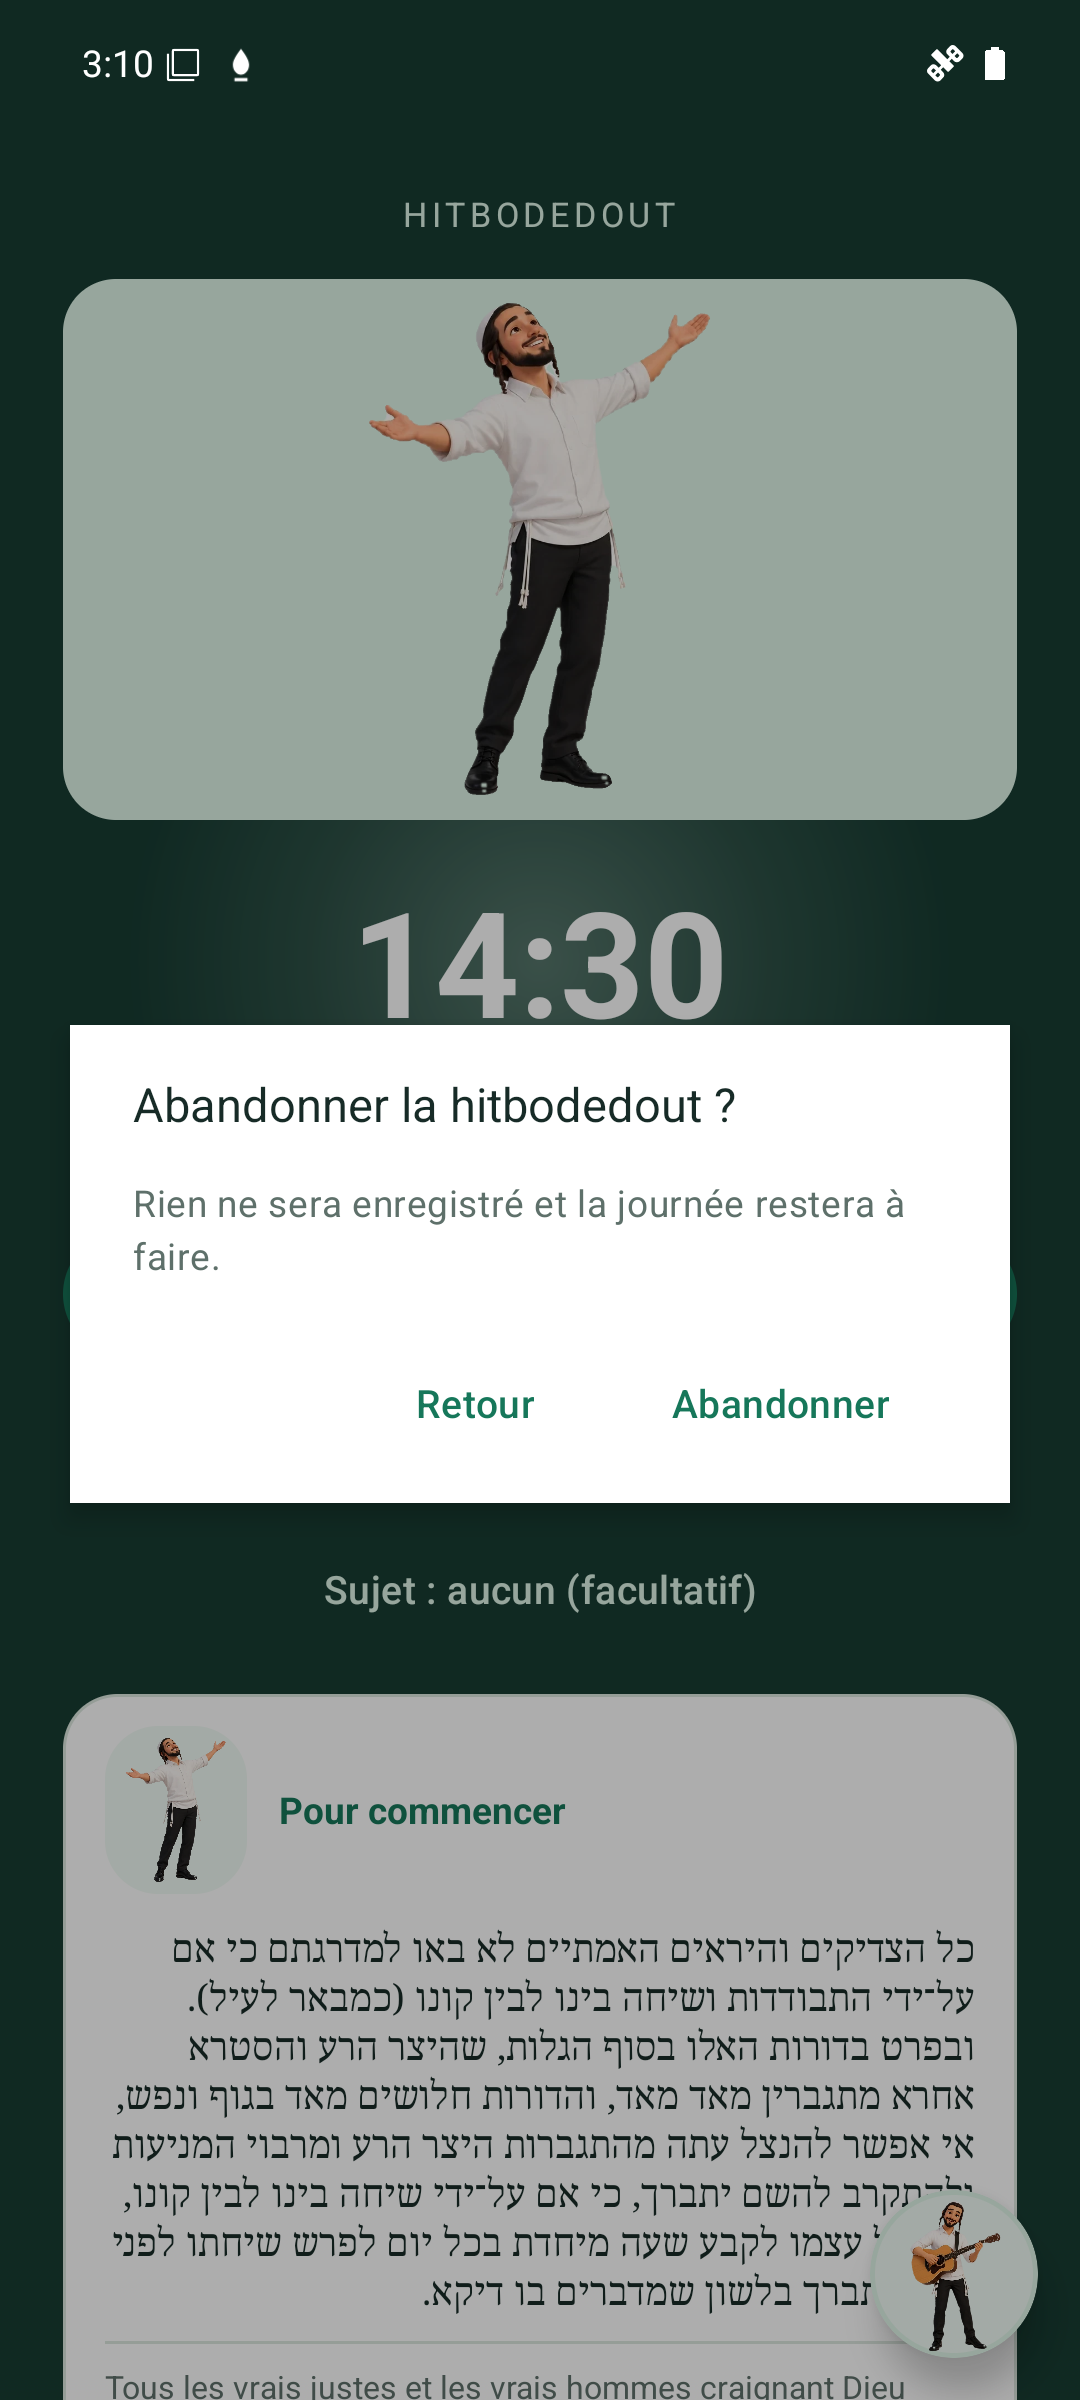 3:10
HITBODEDOUT
14:30
Abandonner la hitbodedout ?
Rien ne sera enregistré et la journée restera à
faire.
Retour
Abandonner
Sujet : aucun (facultatif)
Pour commencer
כל הצדיקים והיראים האמתיים לא באו למדרגתם כי אם
על־ידי התבודדות ושיחה בינו לבין קונו (כמבאר לעיל).
ובפרט בדורות האלו בסוף הגלות, שהיצר הרע והסטרא
אחרא מתגברין מאד מאד, והדורות חלושים מאד בגוף ונפש,
אי אפשר להנצל עתה מהתגברות היצר הרע ומרבוי המניעות
ולהתקרב להשם יתברך, כי אם על־ידי שיחה בינו לבין קונו,
עצמו לקבע שעה מיחדת בכל יום לפרש שיחתו לפני
בלשון שמדברים בו דיקא.
Tous les vrais justes et les vrais hommes craignant Dieu